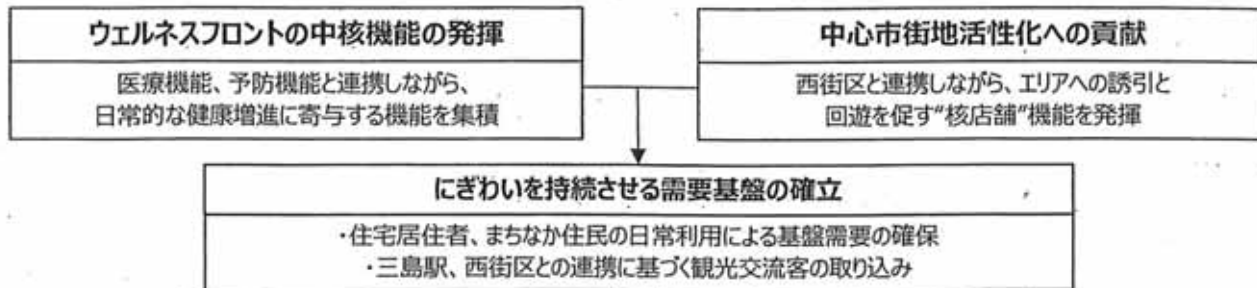 ウェルネスフロントの中核機能の発揮
医療機能、予防機能と連携しながら、
日常的な健康増進に寄与する機能を集積
中心市街地活性化への貢献
西街区と連携しながら、エリアへの誘引と
回遊を促す“核店舗”機能を発揮
にぎわいを持続させる需要基盤の確立
・住宅居住者、まちなか住民の日常利用による基盤需要の確保
・三島駅、西街区との連携に基づく観光交流客の取り込み